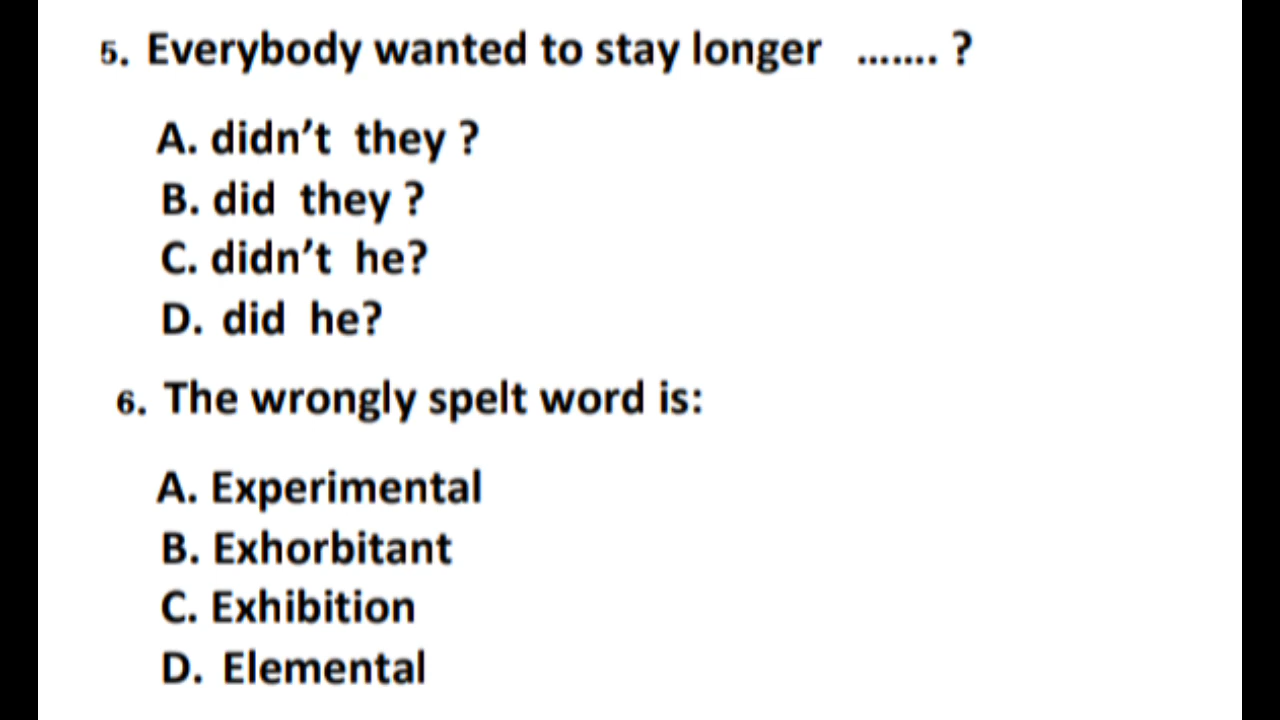 5. Everybody wanted to stay longer ....... ?
A. didn’t they ?
B. did they ?
C. didn’t he?
D. did he?
6. The wrongly spelt word is:
A. Experimental
B. Exhorbitant
C. Exhibition
D. Elemental